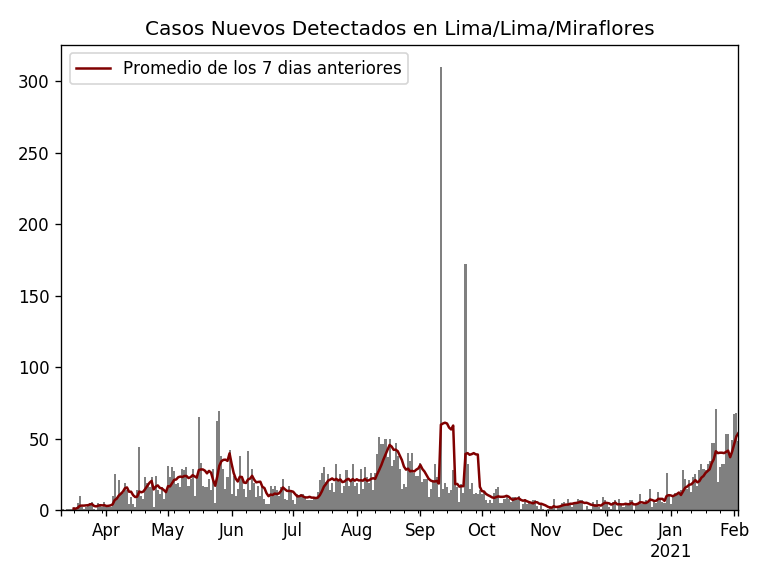 Casos Nuevos Detectados en Lima/Lima/Miraflores
Promedio de los 7 dias anteriores
300
250
200
150
100
50
0
Apr May Jun Jul Aug Sep Oct Nov Dec Jan Feb
2021